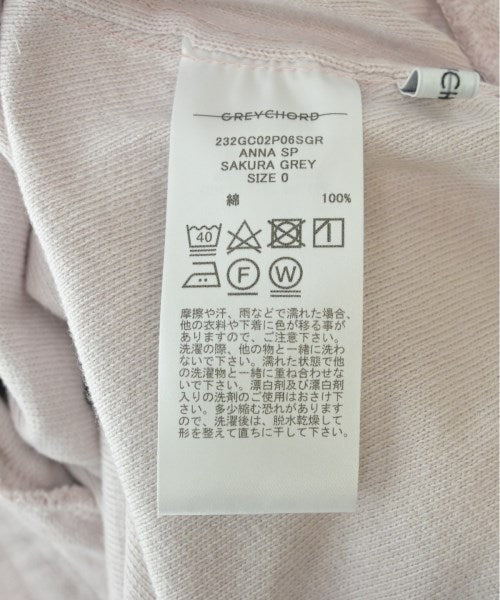 GREYCHORD
232GC02P06SGR
ANNA SP
SAKURA GREY
SIZE 0
綿 100%
40
F W
摩擦や汗、雨などで濡れた場合、
他の衣料や下着に色が移る事が
ありますので、ご注意下さい。
洗濯の際、他の物と一緒に洗わ
ないで下さい。濡れた状態で他
の洗濯物と一緒に重ね合わせな
いで下さい。漂白剤及び漂白剤
入りの洗剤のご使用はおさけ下
さい。多少縮む恐れがあります
ので、洗濯後は、脱水乾燥して
形を整えて直ちに干して下さい。
CH